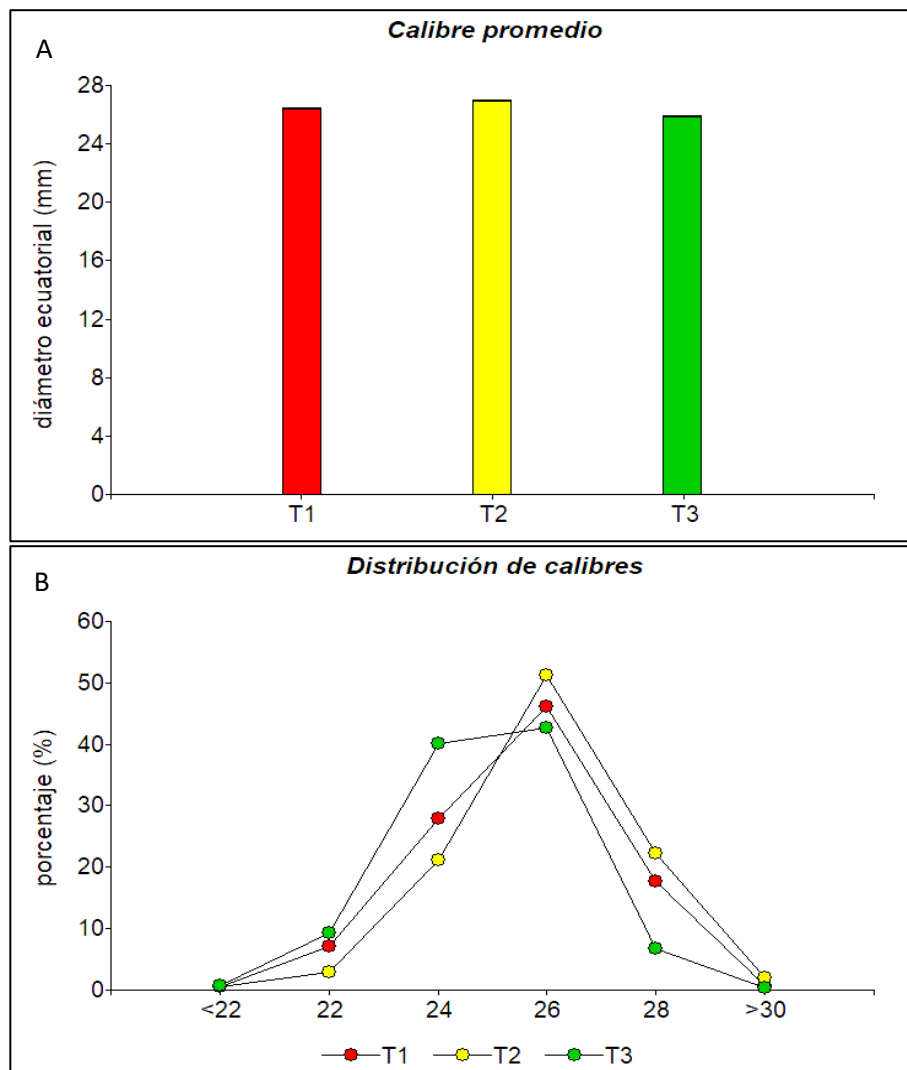 Calibre promedio
A
28
24
20
16
12
8
4
0
diámetro ecuatorial (mm)
T1 T2 T3
Distribución de calibres
B
60
50
40
30
20
10
0
porcentaje (%)
<22 22 24 26 28 >30
T1 T2 T3